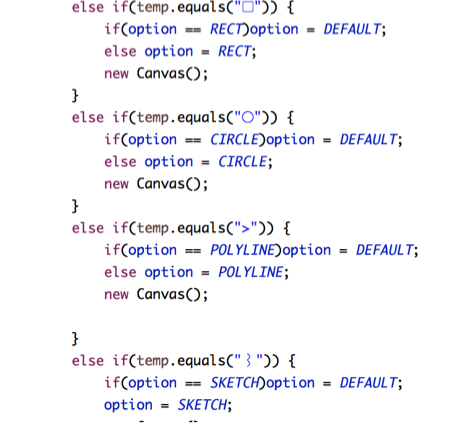 else if(temp.equals("□")) {
if(option == RECT)option = DEFAULT;
else option = RECT;
new Canvas();
}
else if(temp.equals("○")) {
if(option == CIRCLE)option = DEFAULT;
else option = CIRCLE;
new Canvas();
}
else if(temp.equals(">")) {
if(option == POLYLINE)option = DEFAULT;
else option = POLYLINE;
new Canvas();
}
else if(temp.equals("⌇")) {
if(option == SKETCH)option = DEFAULT;
option = SKETCH;